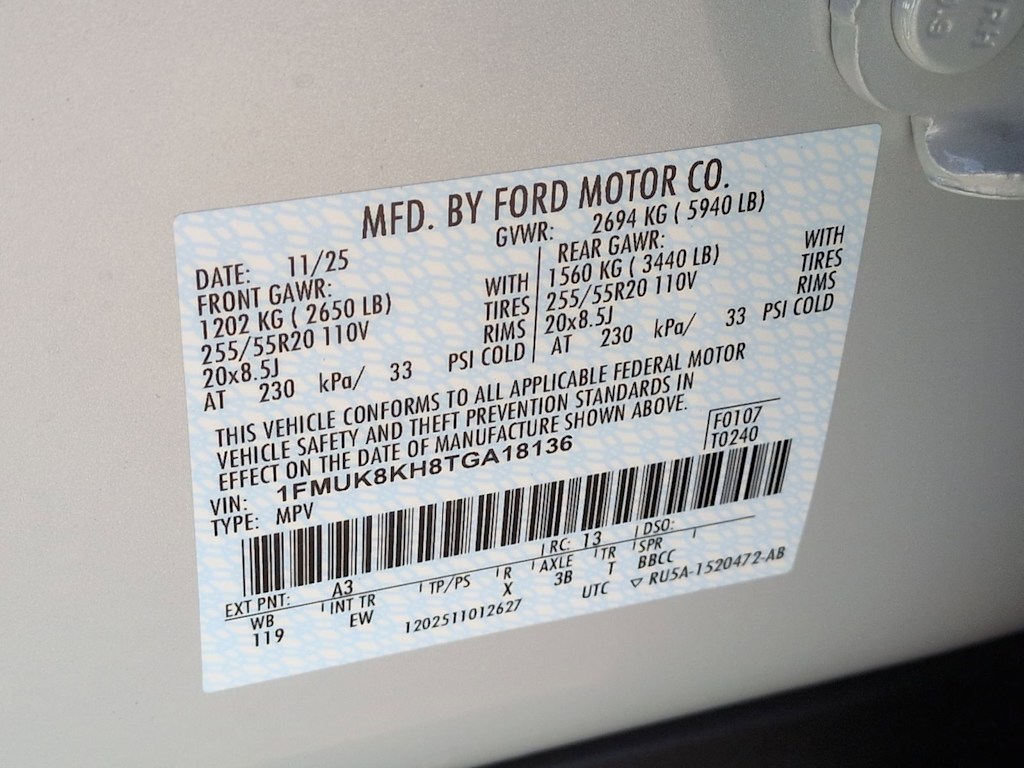 MFD. BY FORD MOTOR CO.
DATE: 11/25 GVWR: 2694 KG ( 5940 LB)
FRONT GAWR: WITH REAR GAWR: WITH
1202 KG ( 2650 LB) TIRES 1560 KG ( 3440 LB) TIRES
255/55R20 110V RIMS 255/55R20 110V RIMS
20x8.5J 20x8.5J
AT 230 kPa/ 33 PSI COLD AT 230 kPa/ 33 PSI COLD
THIS VEHICLE CONFORMS TO ALL APPLICABLE FEDERAL MOTOR
VEHICLE SAFETY AND THEFT PREVENTION STANDARDS IN
EFFECT ON THE DATE OF MANUFACTURE SHOWN ABOVE.
F0107
T0240
VIN: 1FMUK8KH8TGA18136
TYPE: MPV
EXT PNT: A3 RC: 13 DSO:
WB INT TR TP/PS R AXLE TR SPR
119 EW X 3B T BBCC
1202511012627 UTC ▽ RU5A-1520472-AB